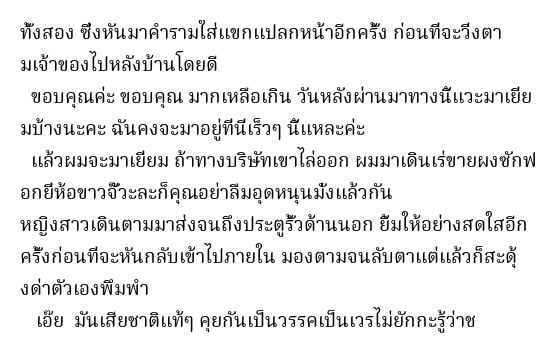 ทั้งสอง ซึ่งหันมาคำรามใส่แขกแปลกหน้าอีกครั้ง ก่อนที่จะวิ่งตา
มเจ้าของไปหลังบ้านโดยดี
ขอบคุณค่ะ ขอบคุณ มากเหลือเกิน วันหลังผ่านมาทางนี้แวะมาเยี่ย
มบ้างนะคะ ฉันคงจะมาอยู่ที่นี่เร็วๆ นี้แหละค่ะ
แล้วผมจะมาเยี่ยม ถ้าทางบริษัทเขาไล่ออก ผมมาเดินเร่ขายผงซักฟ
อกยี่ห้อขาวจั๊วะละก็คุณอย่าลืมอุดหนุนมั่งแล้วกัน
หญิงสาวเดินตามมาส่งจนถึงประตูรั้วด้านนอก ยิ้มให้อย่างสดใสอีก
ครั้งก่อนที่จะหันกลับเข้าไปภายใน มองตามจนลับตาแต่แล้วก็สะดุ้
งด่าตัวเองพึมพำ
เอ๊ย มันเสียชาติแท้ๆ คุยกันเป็นวรรคเป็นเวรไม่ยักกะรู้ว่าช